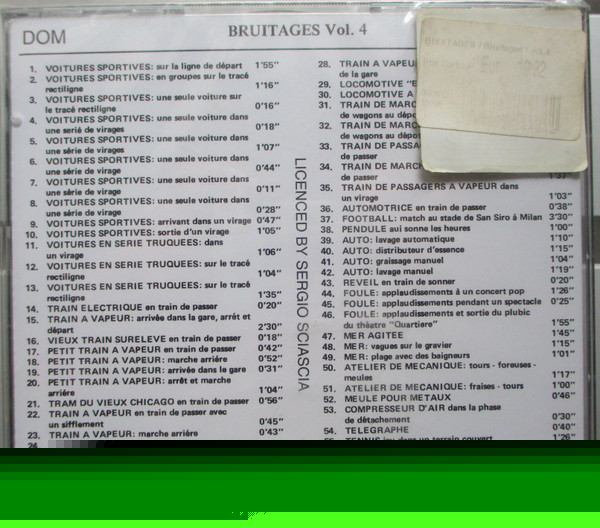 DOM
BRUITAGES Vol. 4
1. VOITURES SPORTIVES: sur la ligne de départ 1'55"
2. VOITURES SPORTIVES: en groupes sur le tracé
rectiligne 1'16"
3. VOITURES SPORTIVES: une seule voiture sur
le tracé rectiligne 0'16"
4. VOITURES SPORTIVES: une seule voiture dans
une serié de virages 0'18"
5. VOITURES SPORTIVES: une seule voiture dans
une série de virages 1'07"
6. VOITURES SPORTIVES: une seule voiture dans
une série de virages 0'44"
7. VOITURES SPORTIVES: une seule voiture dans
une série de virages 0'11"
8. VOITURES SPORTIVES: une seule voiture dans
une série de virages 0'28"
9. VOITURES SPORTIVES: arrivant dans un virage 0'47"
10. VOITURES SPORTIVES: sortie d'un virage 1'05"
11. VOITURES EN SERIE TRUQUEES: dans
un virage 1'06"
12. VOITURES EN SERIE TRUQUEES: sur le tracé
rectiligne 1'04"
13. VOITURES EN SERIE TRUQUEES: sur le tracé
rectiligne 1'35"
14. TRAIN ELECTRIQUE en train de passer 0'20"
15. TRAIN A VAPEUR: arrivée dans la gare, arrêt et
départ 2'30"
16. VIEUX TRAIN SURELEVE en train de passer 0'18"
17. PETIT TRAIN A VAPEUR en train de passer 0'42"
18. PETIT TRAIN A VAPEUR: marche arriére 0'52"
19. PETIT TRAIN A VAPEUR: arrivée dans la gare 0'31"
20. PETIT TRAIN A VAPEUR: arrêt et marche
arriére 1'04"
21. TRAM DU VIEUX CHICAGO en train de passer 0'56"
22. TRAIN A VAPEUR: en train de passer avec
un sifflement 0'45"
23. TRAIN A VAPEUR: marche arriére 0'43"
LICENCED BY SERGIO SCIASCIA
28. TRAIN A VAPEU
de la gare
29. LOCOMOTIVE "E
30. LOCOMOTIVE A
31. TRAIN DE MARC
de wagons au dépo
32. TRAIN DE MARC
de wagons au dépo
33. TRAIN DE PASSA
de passer
34. TRAIN DE MARCH
de passer 1'37"
35. TRAIN DE PASSAGERS A VAPEUR dans
un virage 1'03"
36. AUTOMOTRICE en train de passer 0'38"
37. FOOTBALL: match au stade de San Siro á Milan 3'30"
38. PENDULE aui sonne les heures 1'00"
39. AUTO: lavage automatique 1'10"
40. AUTO: distributeur d'essence 1'15"
41. AUTO: graissage manuel 1'04"
42. AUTO: lavage manuel 1'19"
43. REVEIL en train de sonner 0'20"
44. FOULE: applaudissements á un concert pop 1'26"
45. FOULE: applaudissements pendant un spectacle 0'25"
46. FOULE: applaudissements et sortie du plubic
du théàtre "Quartiere" 1'55"
47. MER AGITEE 1'45"
48. MER: vagues sur le gravier 1'15"
49. MER: plage avec des baigneurs 1'01"
50. ATELIER DE MECANIQUE: tours - foreuses -
meules 1'17"
51. ATELIER DE MECANIQUE: fraises - tours 1'00"
52. MEULE POUR METAUX 0'46"
53. COMPRESSEUR D'AIR dans la phase
de détachement 0'30"
54. TELEGRAPHE 0'40"